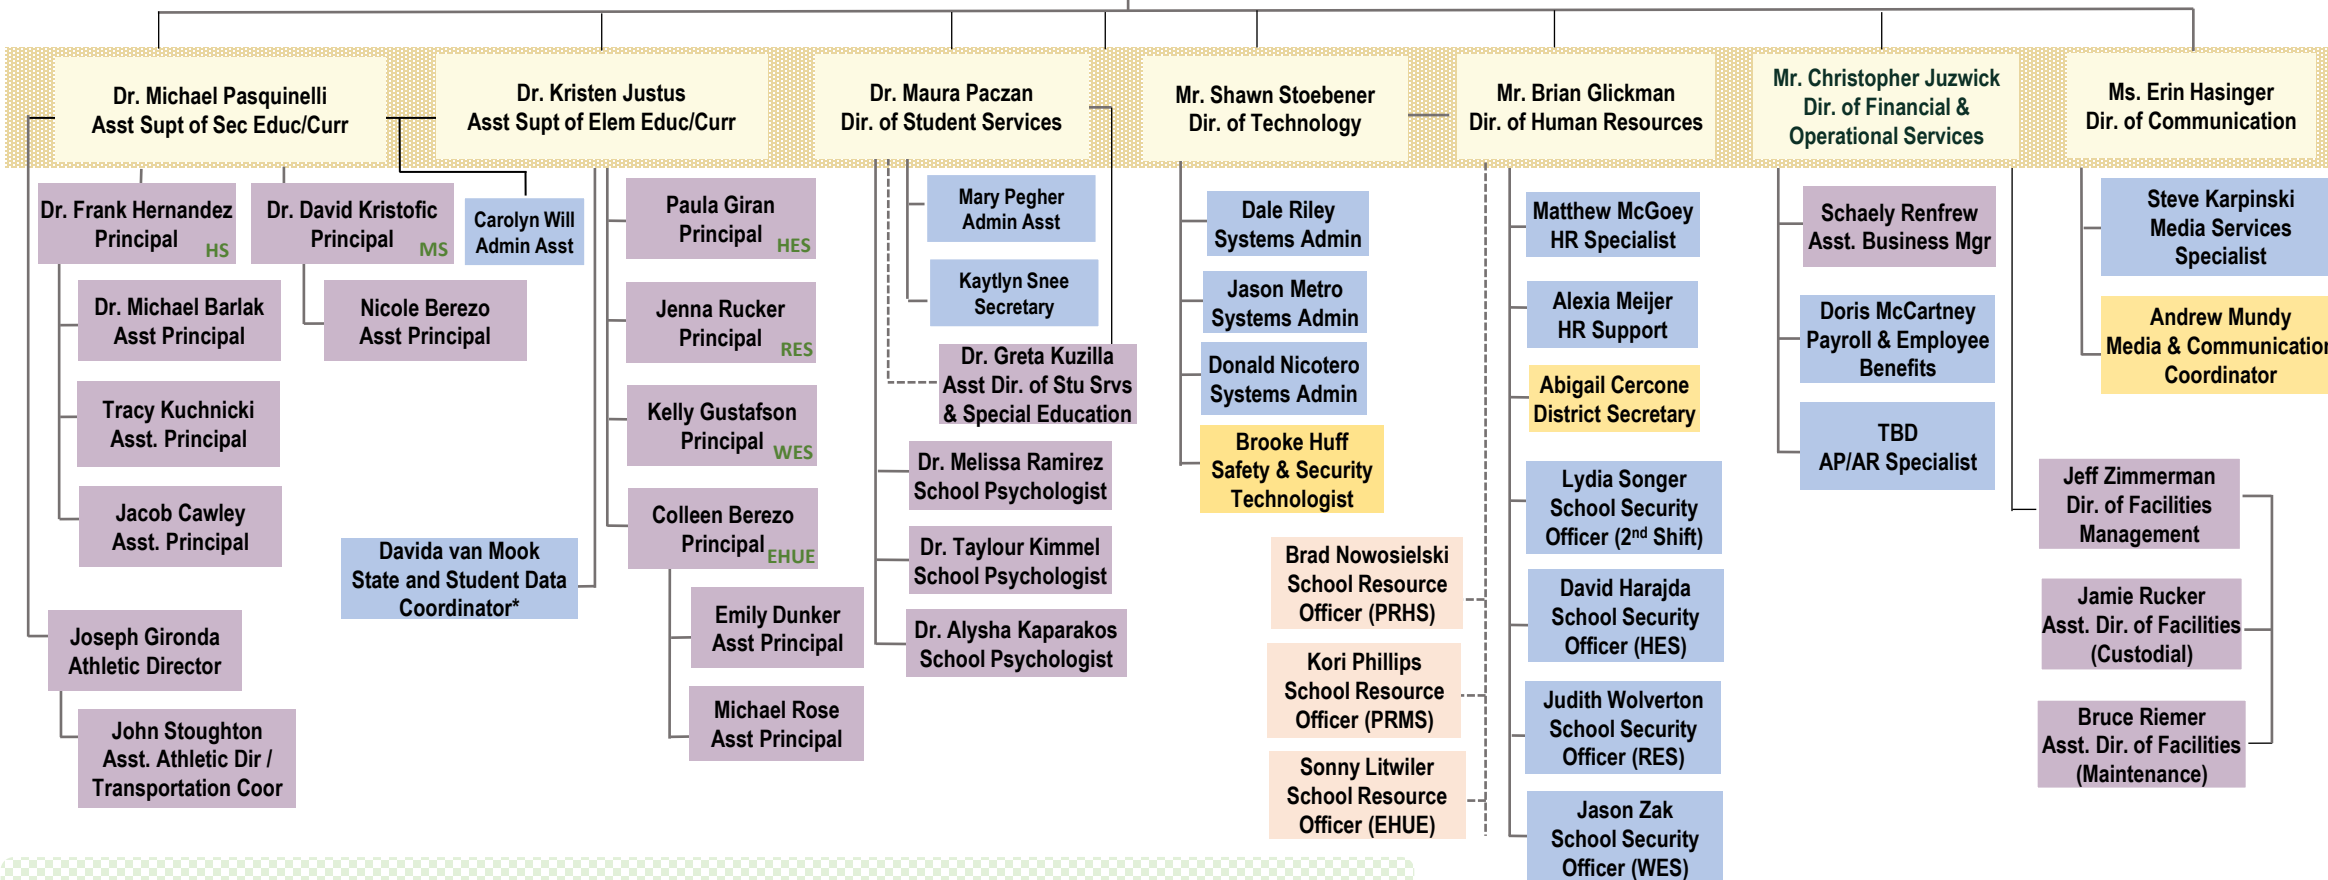 Dr. Michael Pasquinelli
Asst Supt of Sec Educ/Curr
Dr. Kristen Justus
Asst Supt of Elem Educ/Curr
Dr. Maura Paczan
Dir. of Student Services
Mr. Shawn Stoebener
Dir. of Technology
Mr. Brian Glickman
Dir. of Human Resources
Mr. Christopher Juzwick
Dir. of Financial &
Operational Services
Ms. Erin Hasinger
Dir. of Communication
Dr. Frank Hernandez
Principal
HS
Dr. Michael Barlak
Asst Principal
Tracy Kuchnicki
Asst. Principal
Jacob Cawley
Asst. Principal
Joseph Gironda
Athletic Director
John Stoughton
Asst. Athletic Dir /
Transportation Coor
Dr. David Kristofic
Principal
MS
Nicole Berezo
Asst Principal
Carolyn Will
Admin Asst
Davida van Mook
State and Student Data
Coordinator*
Paula Giran
Principal
HES
Jenna Rucker
Principal
RES
Kelly Gustafson
Principal
WES
Colleen Berezo
Principal
EHUE
Emily Dunker
Asst Principal
Michael Rose
Asst Principal
Mary Pegher
Admin Asst
Kaytlyn Snee
Secretary
Dr. Greta Kuzilla
Asst Dir. of Stu Srvs
& Special Education
Dr. Melissa Ramirez
School Psychologist
Dr. Taylour Kimmel
School Psychologist
Dr. Alysha Kaparakos
School Psychologist
Dale Riley
Systems Admin
Jason Metro
Systems Admin
Donald Nicotero
Systems Admin
Brooke Huff
Safety & Security
Technologist
Brad Nowosielski
School Resource
Officer (PRHS)
Kori Phillips
School Resource
Officer (PRMS)
Sonny Litwiler
School Resource
Officer (EHUE)
Matthew McGoey
HR Specialist
Alexia Meijer
HR Support
Abigail Cercone
District Secretary
Lydia Songer
School Security
Officer (2nd Shift)
David Harajda
School Security
Officer (HES)
Judith Wolverton
School Security
Officer (RES)
Jason Zak
School Security
Officer (WES)
Schaely Renfrew
Asst. Business Mgr
Doris McCartney
Payroll & Employee
Benefits
TBD
AP/AR Specialist
Jeff Zimmerman
Dir. of Facilities
Management
Jamie Rucker
Asst. Dir. of Facilities
(Custodial)
Bruce Riemer
Asst. Dir. of Facilities
(Maintenance)
Steve Karpinski
Media Services
Specialist
Andrew Mundy
Media & Communication
Coordinator